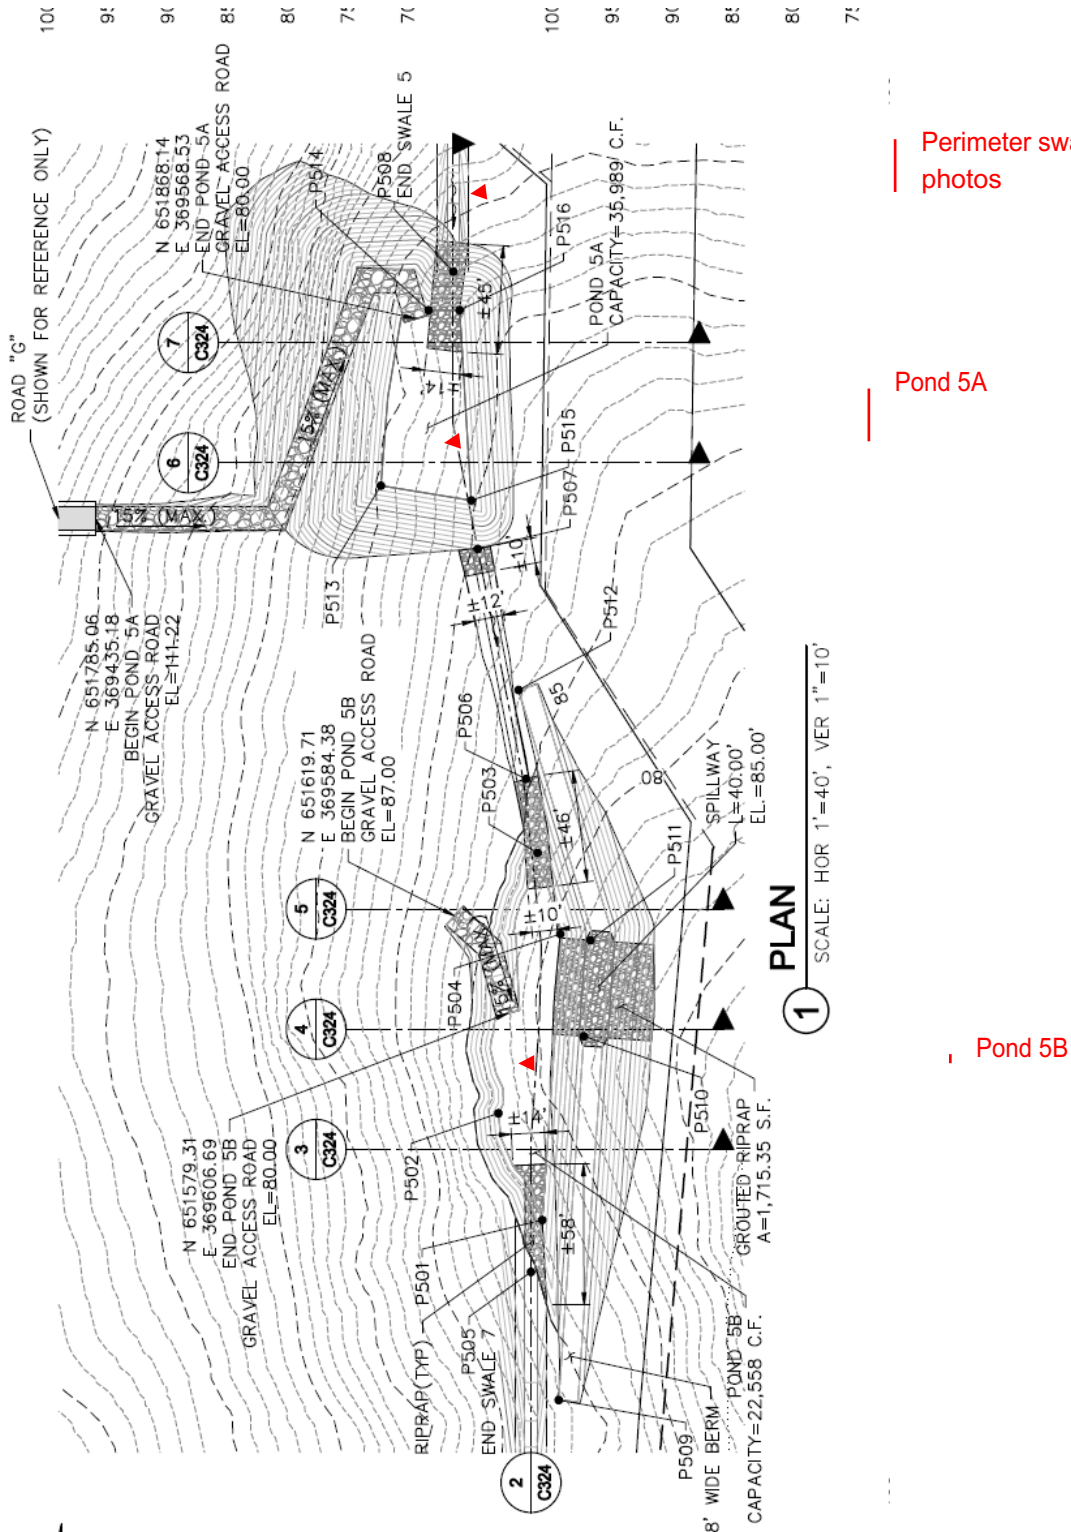 ROAD "G"
(SHOWN FOR REFERENCE ONLY)
N 651868.14
E 369568.53
END POND 5A
GRAVEL ACCESS ROAD
EL=80.00
P514
P508
END SWALE 5
P516
±45'
±14'
POND 5A
CAPACITY=35,989 C.F.
7
C324
6
C324
15% (MAX.)
15% (MAX.)
N 651785.06
E 369435.18
BEGIN POND 5A
GRAVEL ACCESS ROAD
EL=111.22
P513
P507
P515
±10'
±12'
P512
85
80
N 651619.71
E 369584.38
BEGIN POND 5B
GRAVEL ACCESS ROAD
EL=87.00
P506
P503
±46'
P511
SPILLWAY
L=40.00'
EL.=85.00'
5
C324
±10'
15% (MAX.)
P504
4
C324
N 651579.31
E 369606.69
END POND 5B
GRAVEL ACCESS ROAD
EL=80.00
3
C324
P502
±14'
P510
GROUTED RIPRAP
A=1,715.35 S.F.
P501
±58'
RIPRAP(TYP)
P505
END SWALE 7
P509
8' WIDE BERM
POND 5B
CAPACITY=22,558 C.F.
2
C324
1
PLAN
SCALE: HOR 1'=40', VER 1"=10'
Perimeter swa
photos
Pond 5A
Pond 5B